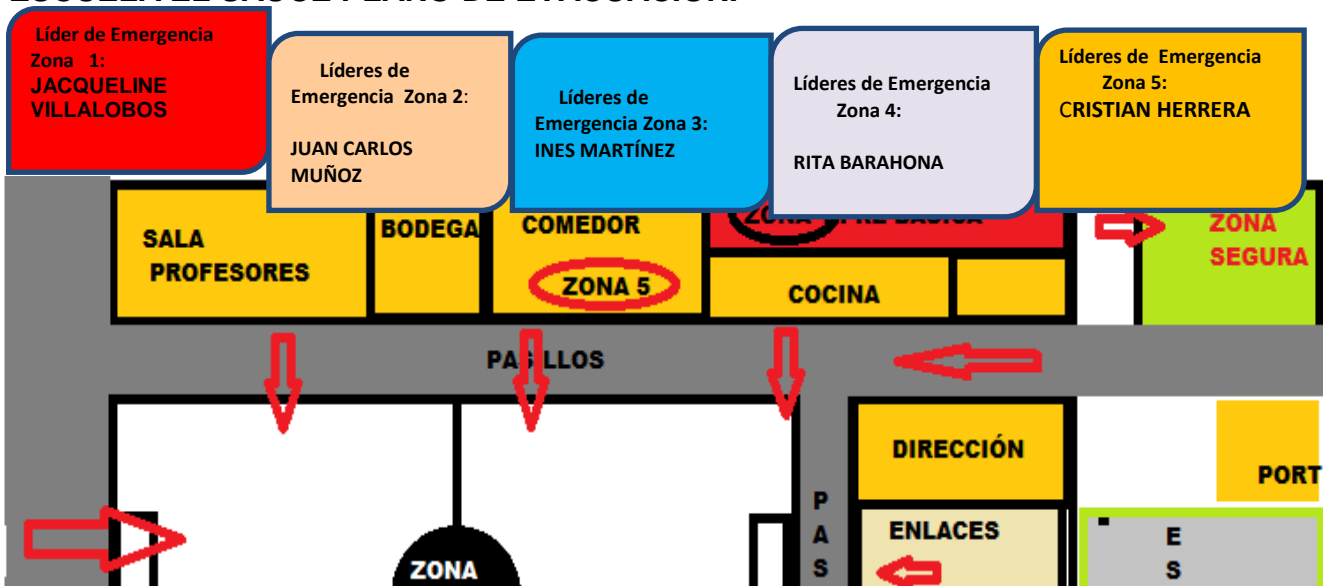 Líder de Emergencia
Zona 1:
JACQUELINE
VILLALOBOS
Líderes de
Emergencia Zona 2:
JUAN CARLOS
MUÑOZ
Líderes de
Emergencia Zona 3:
INES MARTÍNEZ
Líderes de Emergencia
Zona 4:
RITA BARAHONA
Líderes de Emergencia
Zona 5:
CRISTIAN HERRERA
SALA
PROFESORES
BODEGA
COMEDOR
ZONA 5
ZONA
COCINA
ZONA
SEGURA
PASILLOS
DIRECCIÓN
PORT
P
A
S
ENLACES
E
S
ZONA